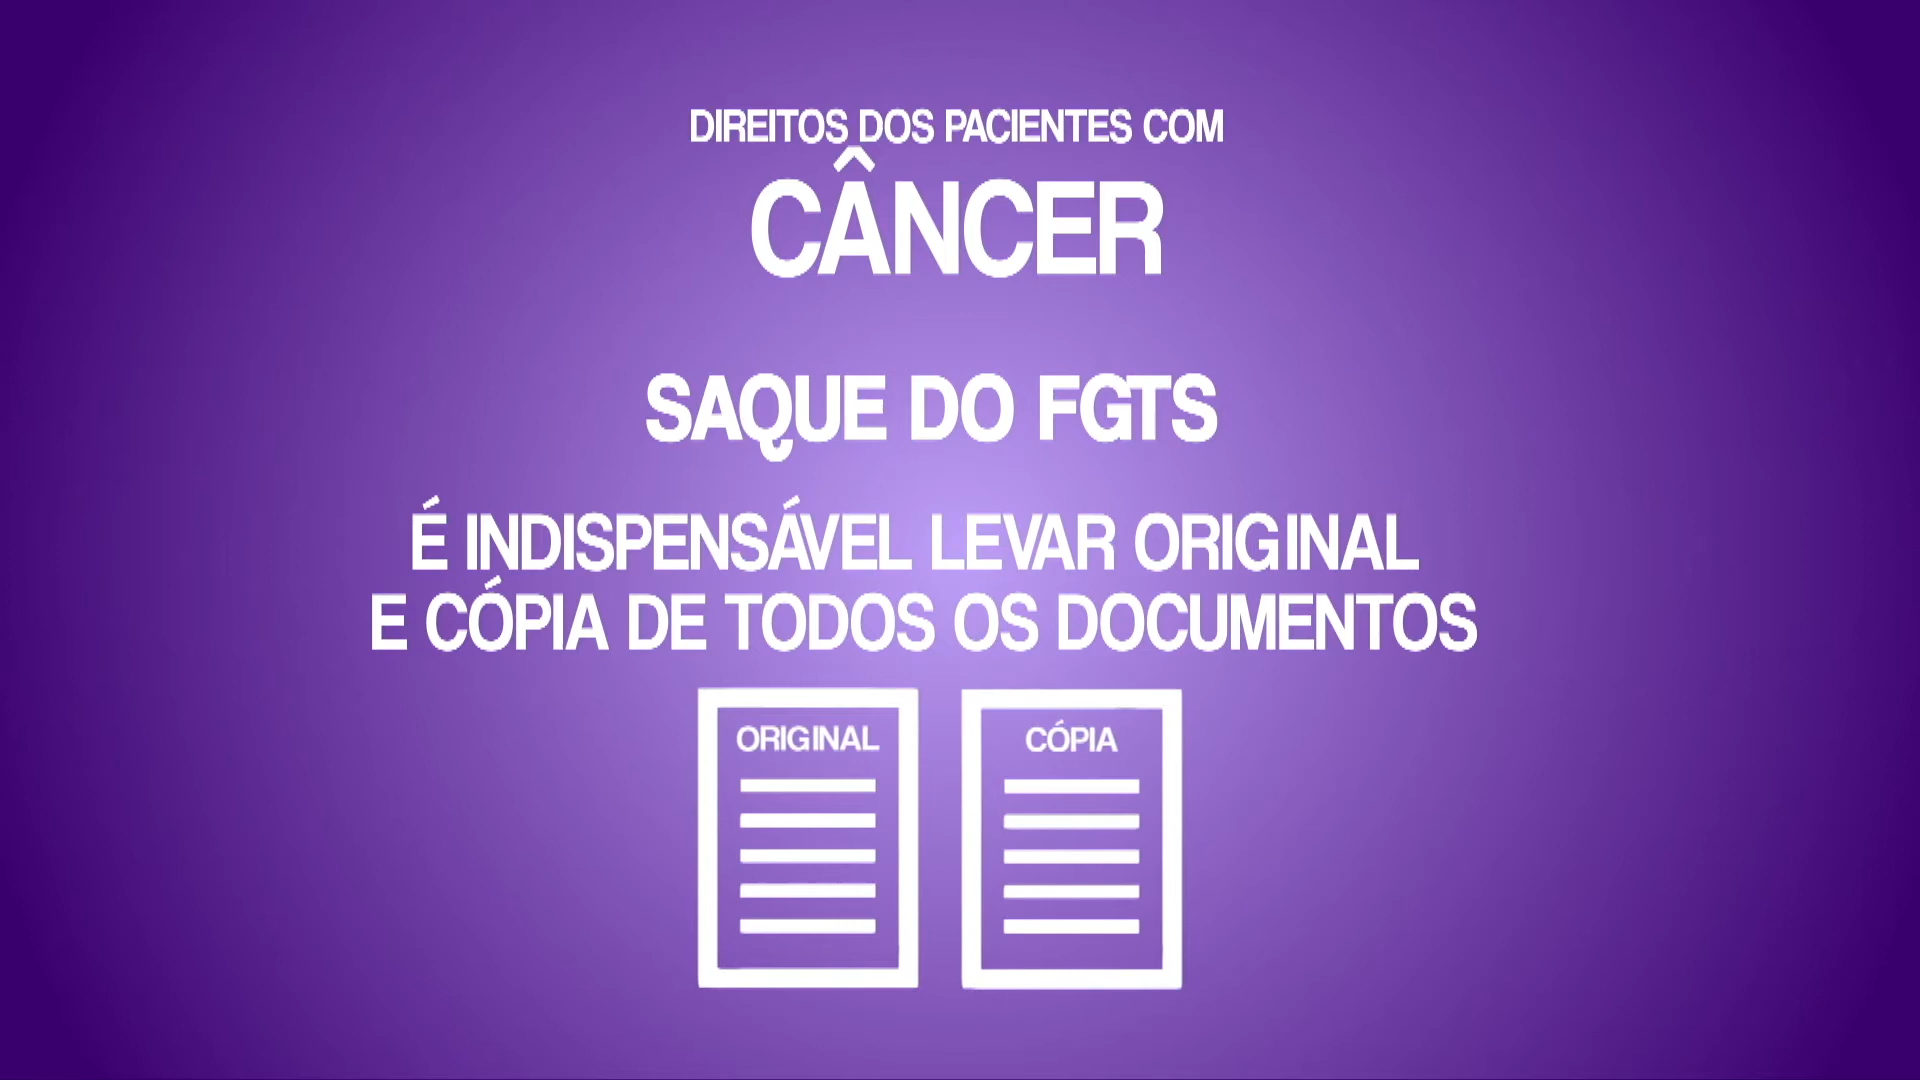 DIREITOS DOS PACIENTES COM
CÂNCER
SAQUE DO FGTS
É INDISPENSÁVEL LEVAR ORIGINAL
E CÓPIA DE TODOS OS DOCUMENTOS
ORIGINAL
CÓPIA